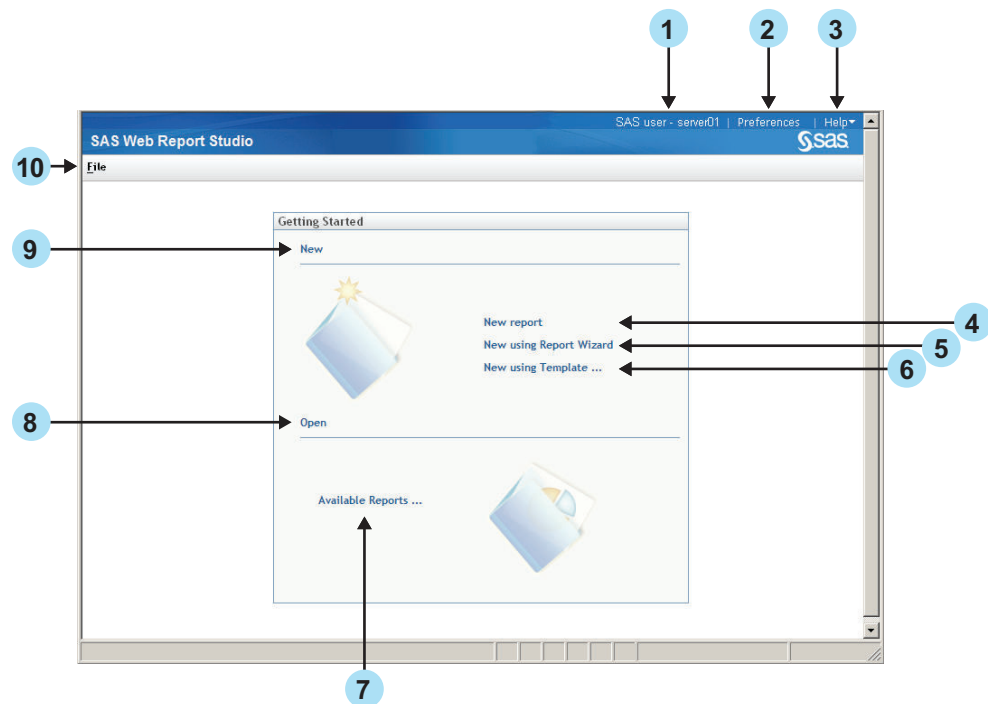 1 2 3
SAS user - server01 | Preferences | Help
SAS Web Report Studio
sas
10
File
Getting Started
9
New
New report
4
New using Report Wizard
5
New using Template ...
6
8
Open
Available Reports ...
7